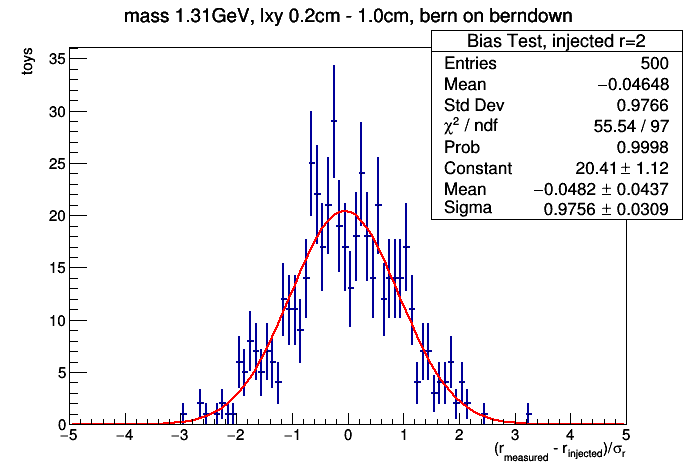 mass 1.31GeV, lxy 0.2cm - 1.0cm, bern on berndown
toys
Bias Test, injected r=2
Entries 500
Mean −0.04648
Std Dev 0.9766
χ² / ndf 55.54 / 97
Prob 0.9998
Constant 20.41 ± 1.12
Mean −0.0482 ± 0.0437
Sigma 0.9756 ± 0.0309
35
30
25
20
15
10
5
0
−5 −4 −3 −2 −1 0 1 2 3 4 5
(r_measured - r_injected)/σ_r